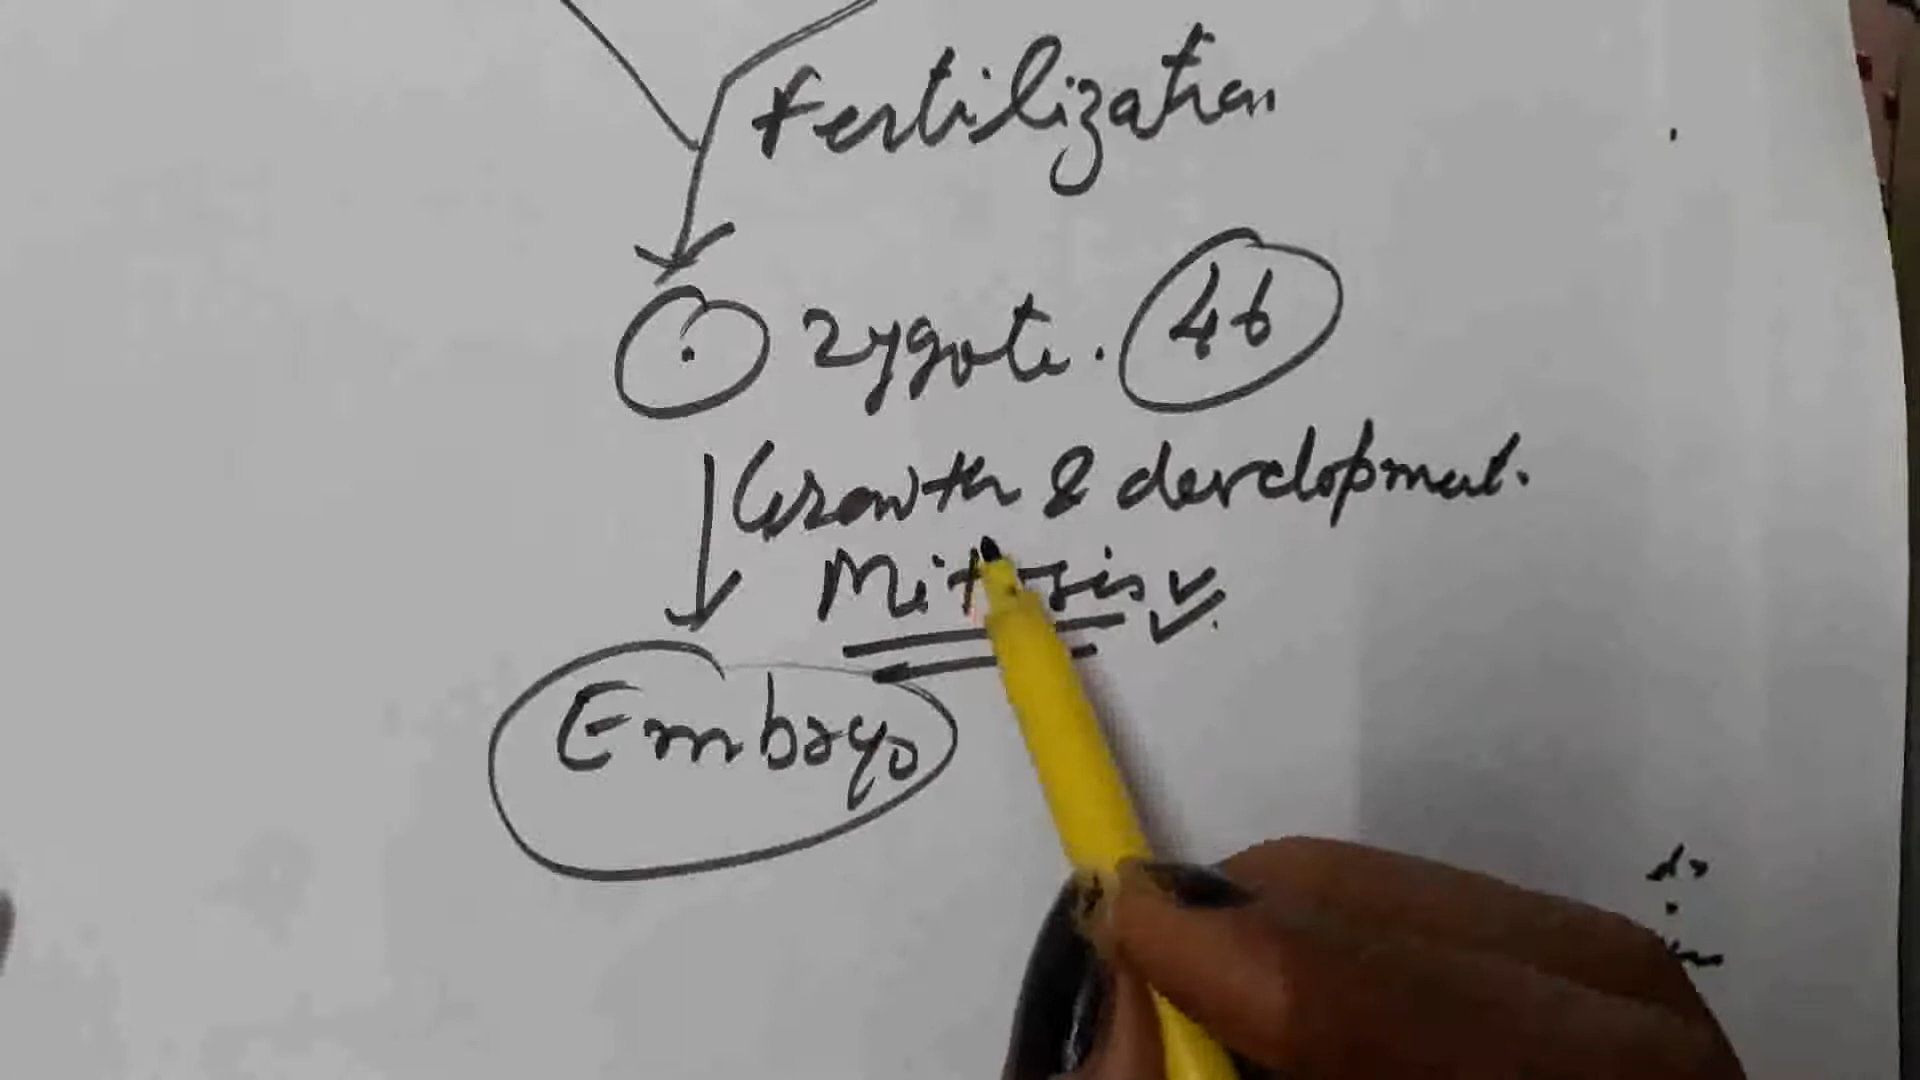 Fertilization
Zygote. 46
Growth & development.
Mitosis
Embryo